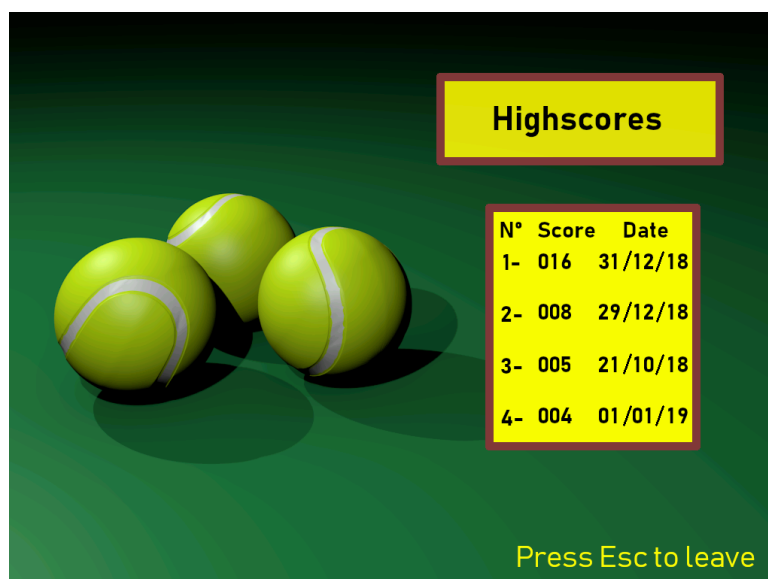 Highscores
N° Score Date
1- 016 31/12/18
2- 008 29/12/18
3- 005 21/10/18
4- 004 01/01/19
Press Esc to leave